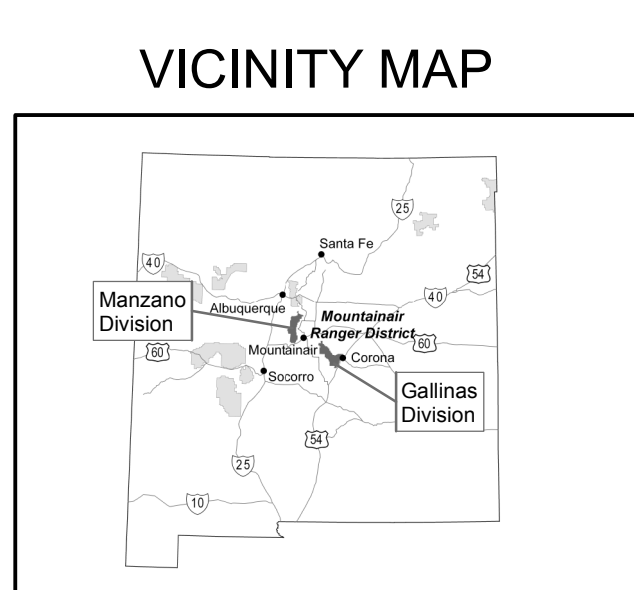 VICINITY MAP
25
Santa Fe
40
54
Manzano
Division
Albuquerque
40
Mountainair
Ranger District
60
60
Mountainair
Corona
Socorro
Gallinas
Division
54
25
10